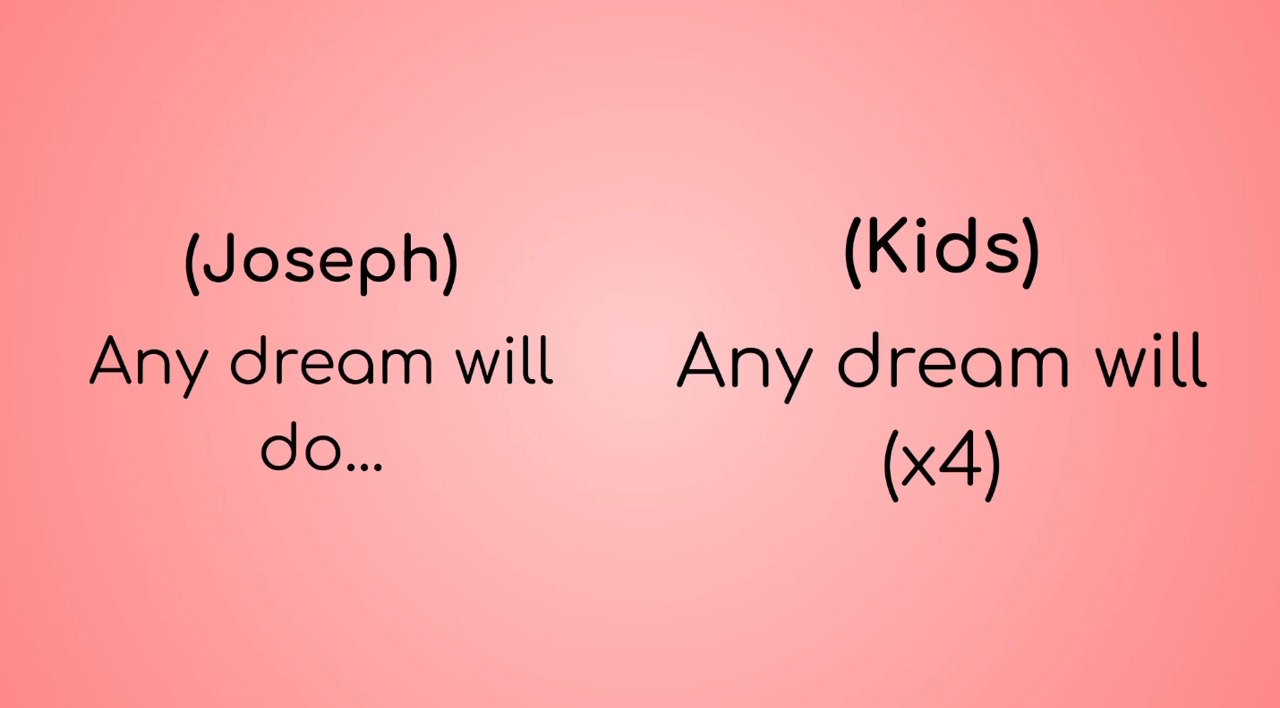 (Joseph)
Any dream will
do...
(Kids)
Any dream will
(x4)